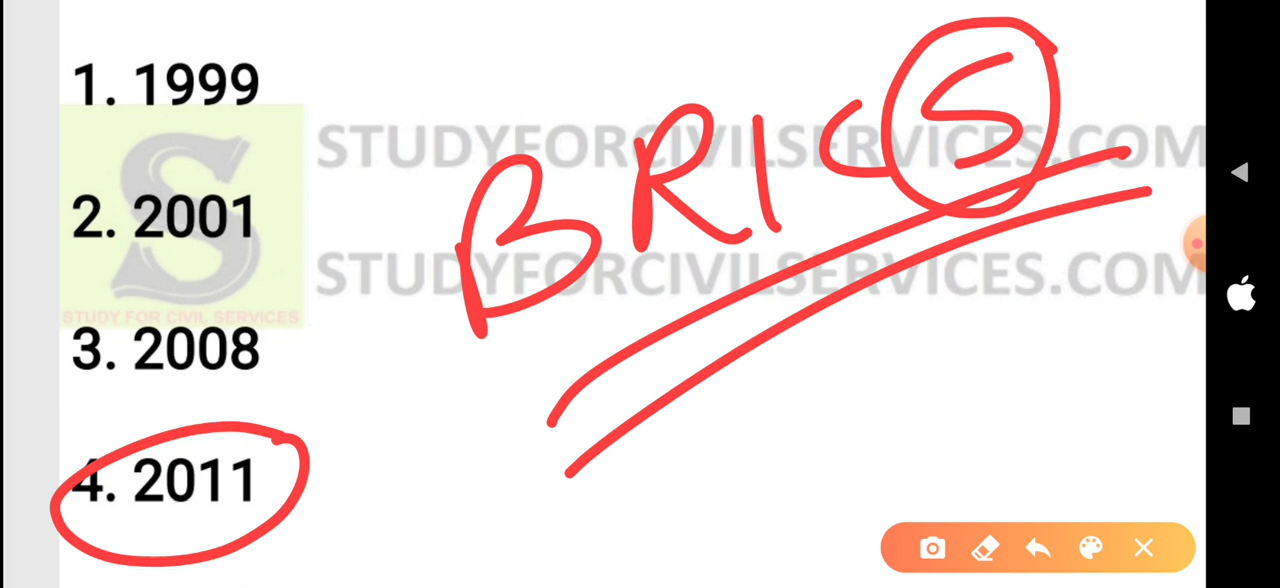 1. 1999
BRICS
STUDYFORCIVILSERVICES.COM
2. 2001
STUDYFORCIVILSERVICES.COM
S
STUDY FOR CIVIL SERVICES
3. 2008
4. 2011